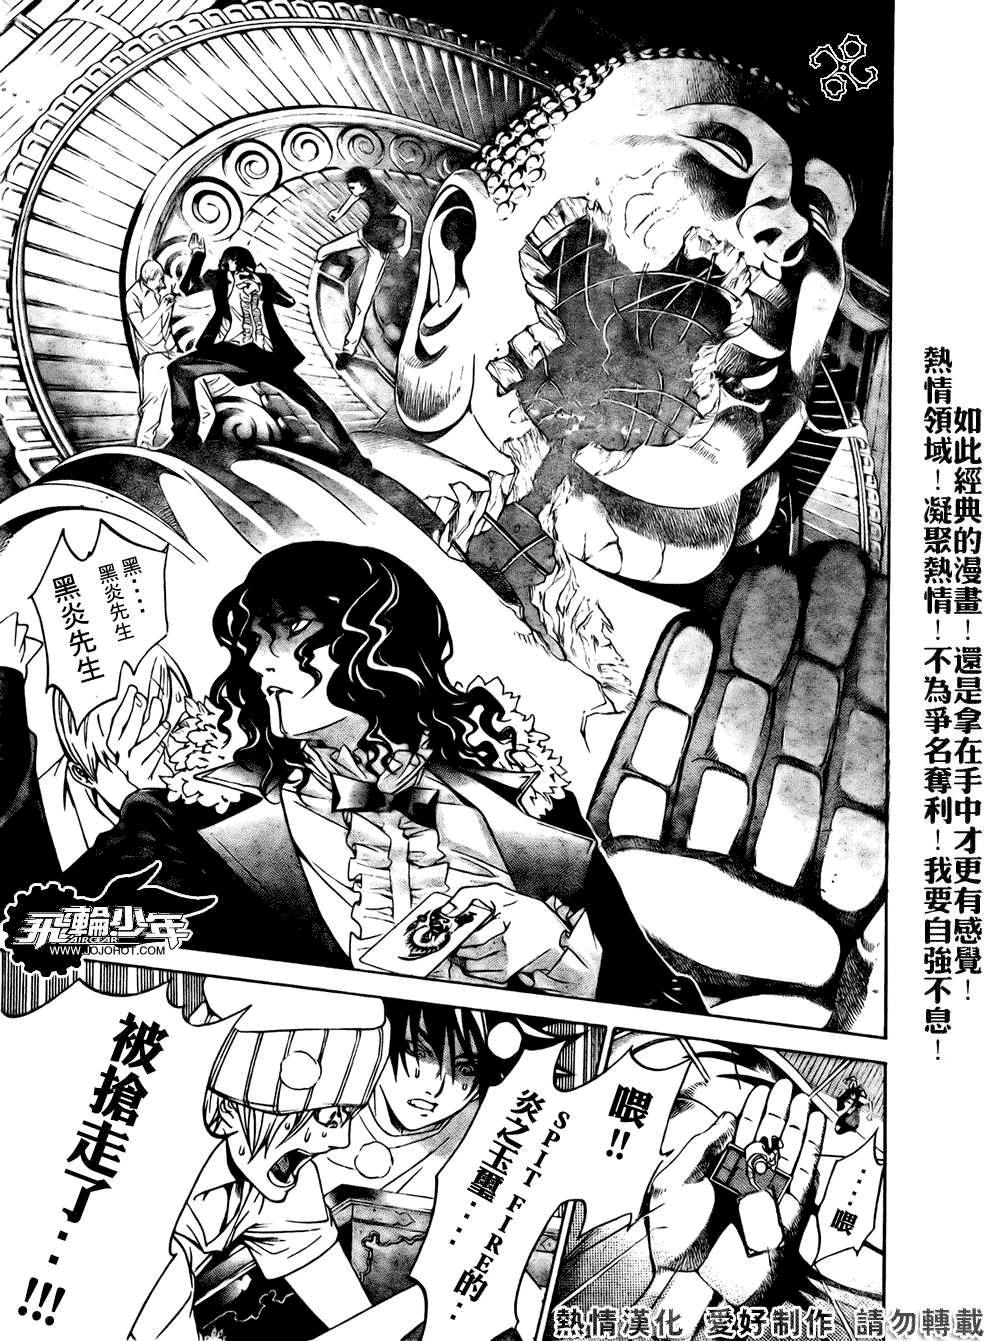 如此經典的漫畫！還是拿在手中才更有感覺！
熱情領域！凝聚熱情！不為爭名奪利！我要自強不息！
黑‥‥
黑炎先生
黑炎先生
飛輪少年
AIRGEAR
WWW.JOJOHOT.COM
‥‥喂
喂!!
SPIT FIRE的
炎之玉璽‥‥
被搶走了‥‥!!!
熱情漢化 愛好制作 請勿轉載